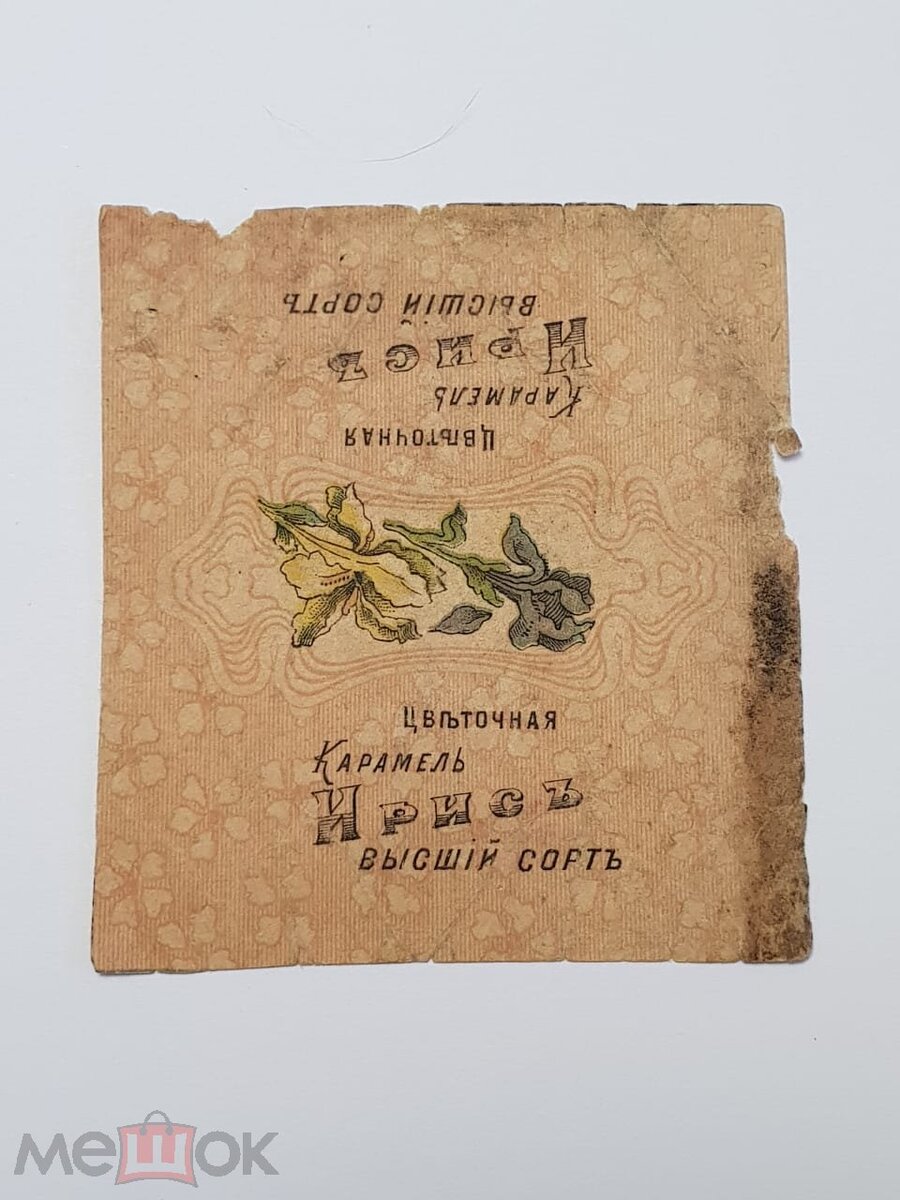 ВЫСШІЙ СОРТЪ
Ирисъ
Карамель
Цвѣточная
Цвѣточная
Карамель
Ирисъ
ВЫСШІЙ СОРТЪ
мешок